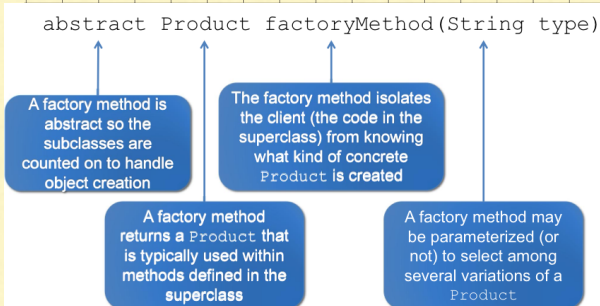 abstract Product factoryMethod(String type)
A factory method is
abstract so the
subclasses are
counted on to handle
object creation
The factory method isolates
the client (the code in the
superclass) from knowing
what kind of concrete
Product is created
A factory method
returns a Product that
is typically used within
methods defined in the
superclass
A factory method may
be parameterized (or
not) to select among
several variations of a
Product